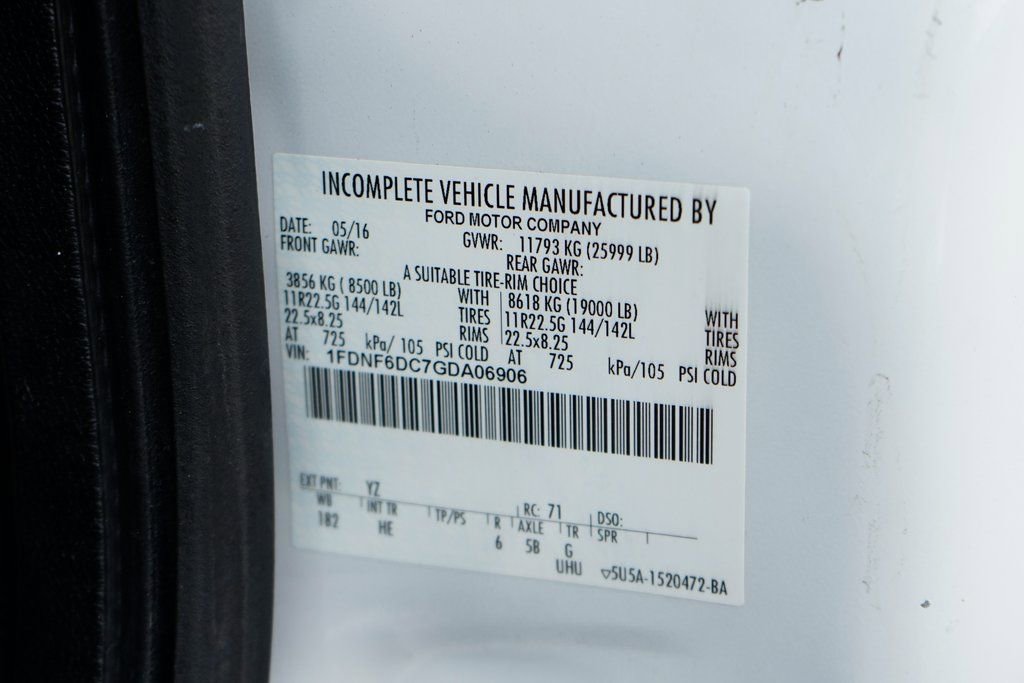 INCOMPLETE VEHICLE MANUFACTURED BY
FORD MOTOR COMPANY
DATE: 05/16 GVWR: 11793 KG (25999 LB)
FRONT GAWR: REAR GAWR:
A SUITABLE TIRE-RIM CHOICE
3856 KG ( 8500 LB) WITH 8618 KG (19000 LB) WITH
11R22.5G 144/142L TIRES 11R22.5G 144/142L TIRES
22.5x8.25 RIMS 22.5x8.25 RIMS
AT 725 kPa/ 105 PSI COLD AT 725 kPa/105 PSI COLD
VIN: 1FDNF6DC7GDA06906
EXT PNT: YZ RC: 71 DSO:
WB INT TR TP/PS R AXLE TR SPR
182 HE 6 5B G
UHU ▽5U5A-1520472-BA